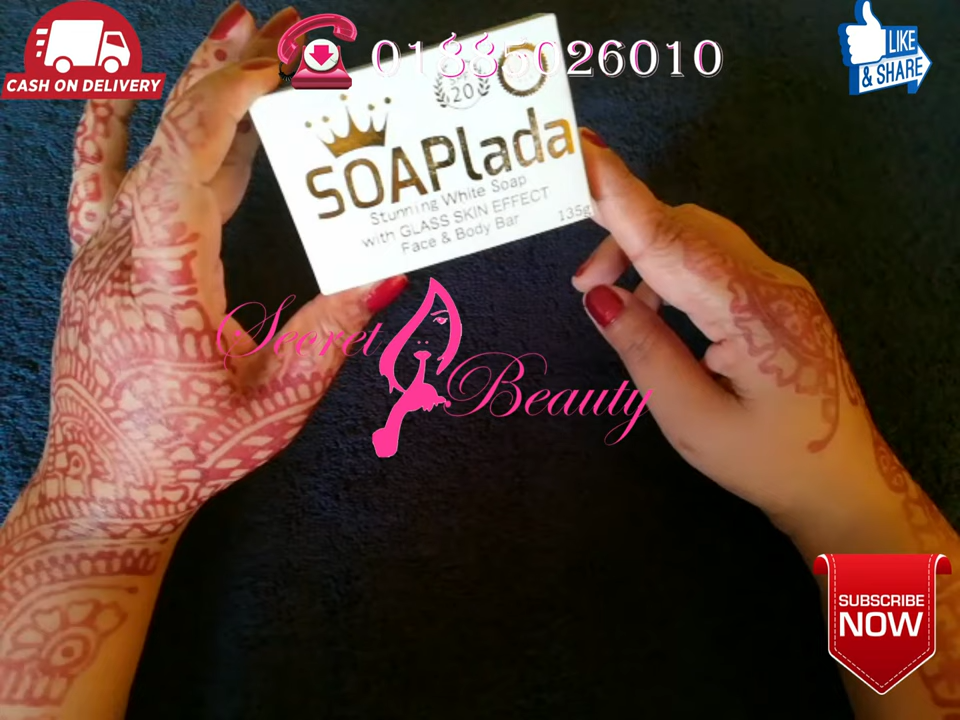 CASH ON DELIVERY
LIKE
& SHARE
20
SOAPlada
Stunning White Soap
with GLASS SKIN EFFECT
135g
Face & Body Bar
Secret
Beauty
SUBSCRIBE
NOW